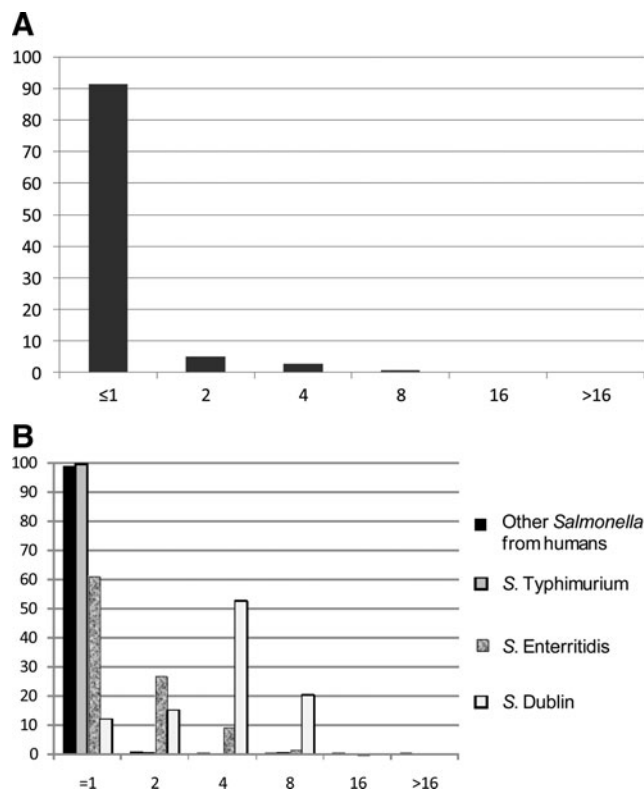 A
100
90
80
70
60
50
40
30
20
10
0
≤1 2 4 8 16 >16
B
100
90
80
70
60
50
40
30
20
10
0
=1 2 4 8 16 >16
Other Salmonella
from humans
S. Typhimurium
S. Enterritidis
S. Dublin